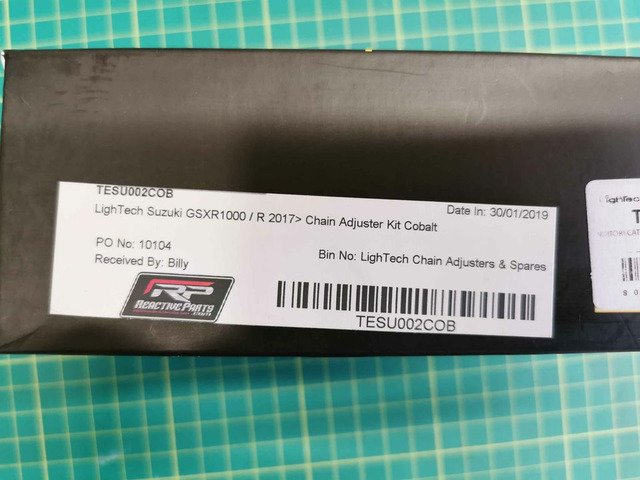 TESU002COB
LighTech Suzuki GSXR1000 / R 2017> Chain Adjuster Kit Cobalt
Date In: 30/01/2019
PO No: 10104
Bin No: LighTech Chain Adjusters & Spares
Received By: Billy
RP
REACTIVE PARTS
TESU002COB
LighTec
T